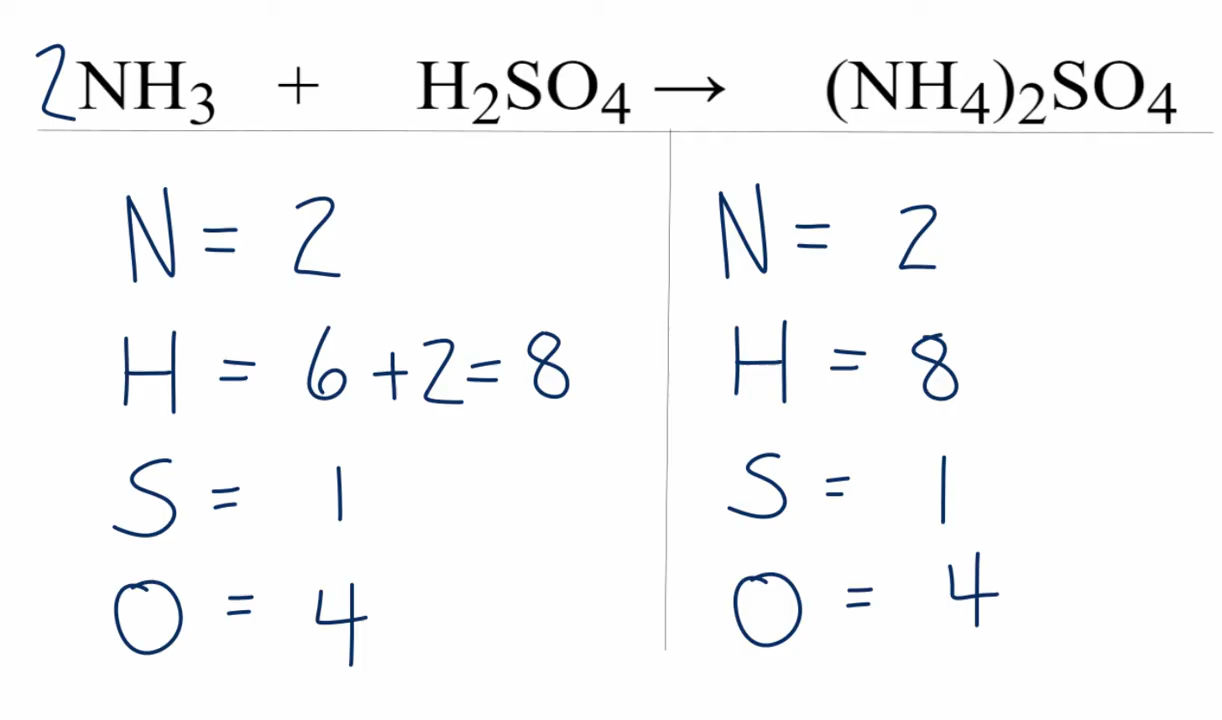 2NH3 + H2SO4 → (NH4)2SO4
N = 2 N = 2
H = 6 + 2 = 8 H = 8
S = 1 S = 1
O = 4 O = 4